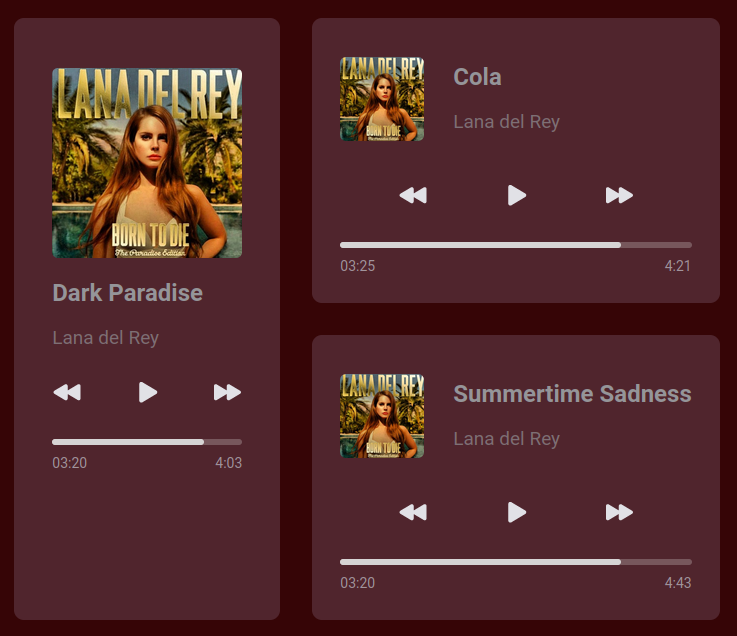 LANA DEL REY
BORN TO DIE
The Paradise Edition
Dark Paradise
Lana del Rey
03:20 4:03
LANA DEL REY
BORN TO DIE
Cola
Lana del Rey
03:25 4:21
LANA DEL REY
BORN TO DIE
Summertime Sadness
Lana del Rey
03:20 4:43